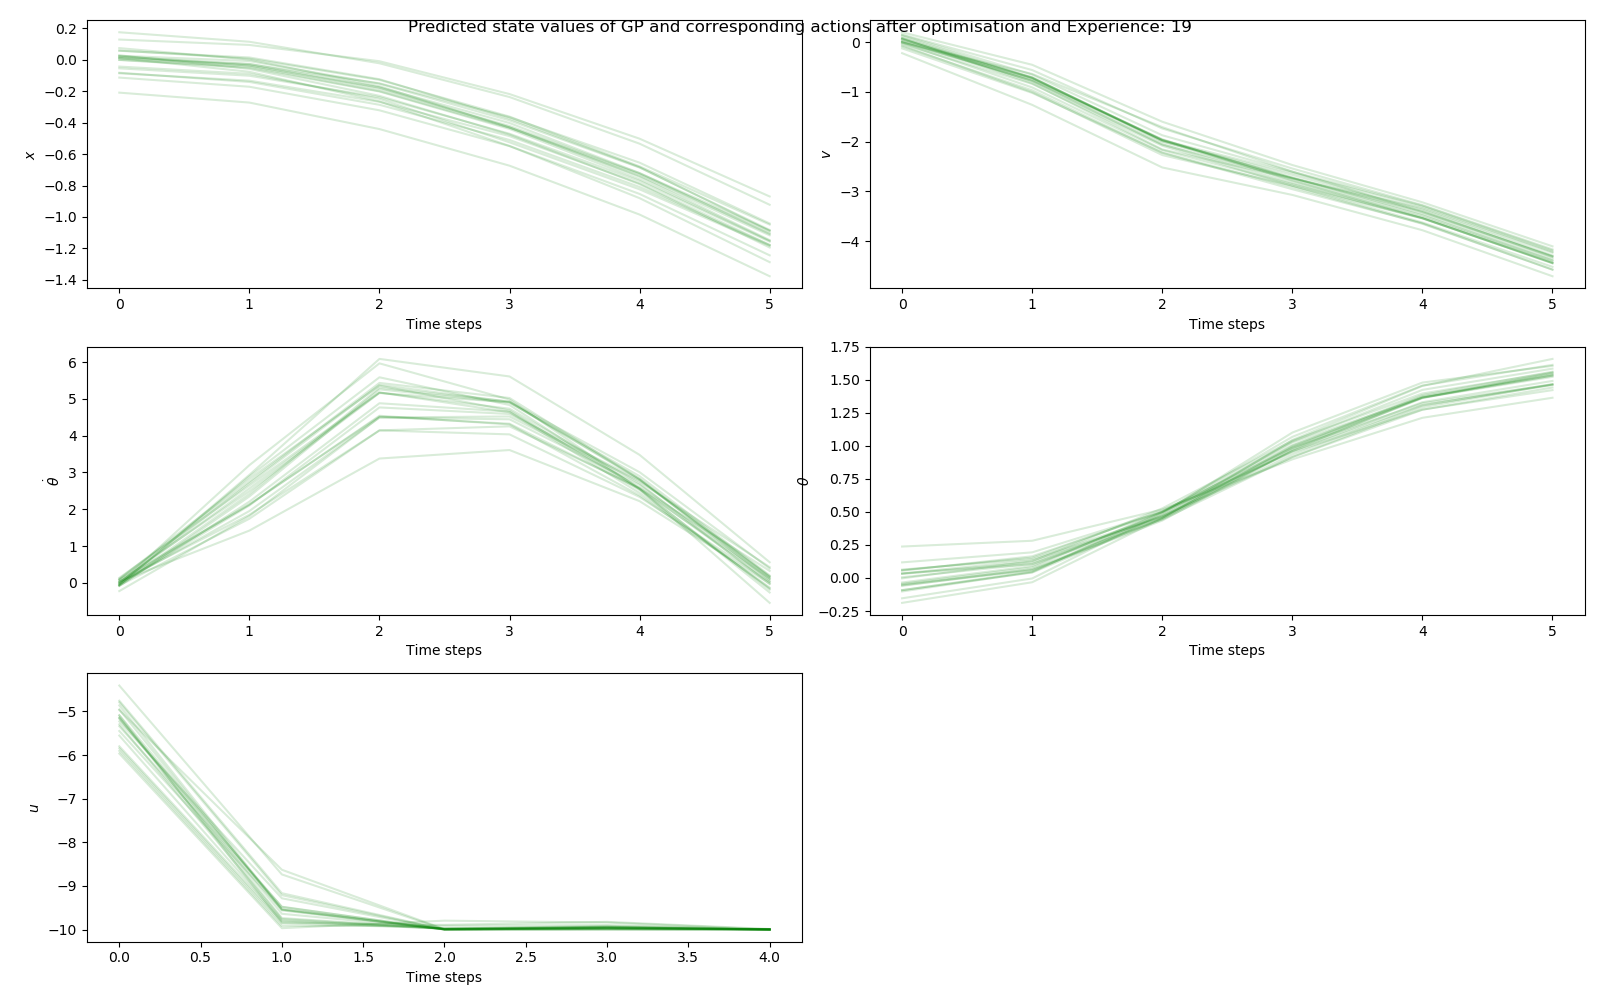 Predicted state values of GP and corresponding actions after optimisation and Experience: 19
0.2
0.0
−0.2
−0.4
−0.6
−0.8
−1.0
−1.2
−1.4
x
0 1 2 3 4 5
Time steps
0
−1
−2
−3
−4
v
0 1 2 3 4 5
Time steps
6
5
4
3
2
1
0
θ̇
0 1 2 3 4 5
Time steps
1.75
1.50
1.25
1.00
0.75
0.50
0.25
0.00
−0.25
θ
0 1 2 3 4 5
Time steps
−5
−6
−7
−8
−9
−10
u
0.0 0.5 1.0 1.5 2.0 2.5 3.0 3.5 4.0
Time steps